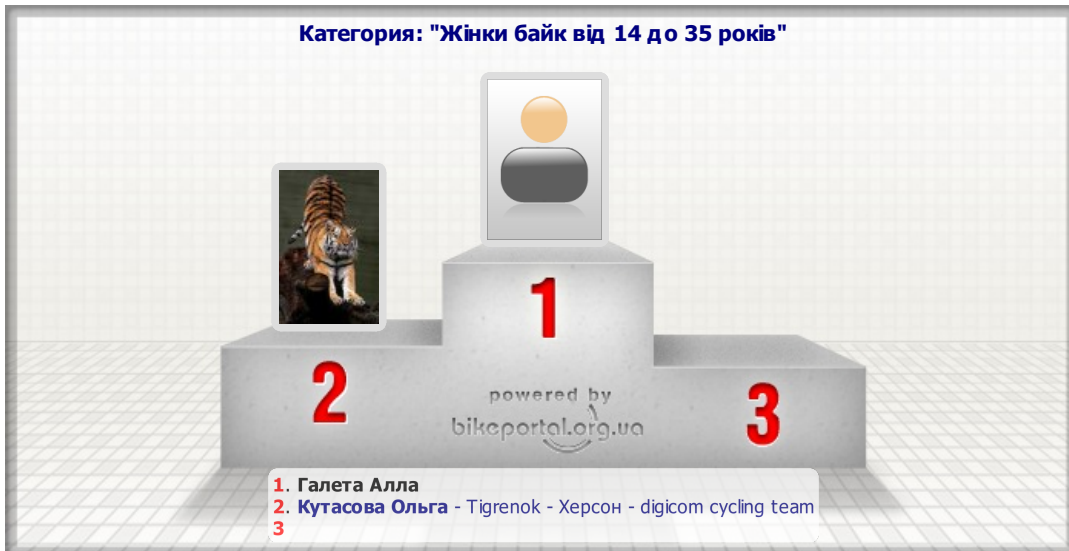 Категория: "Жінки байк від 14 до 35 років"
1
2
3
powered by
bikeportal.org.ua
1. Галета Алла
2. Кутасова Ольга - Tigrenok - Херсон - digicom cycling team
3